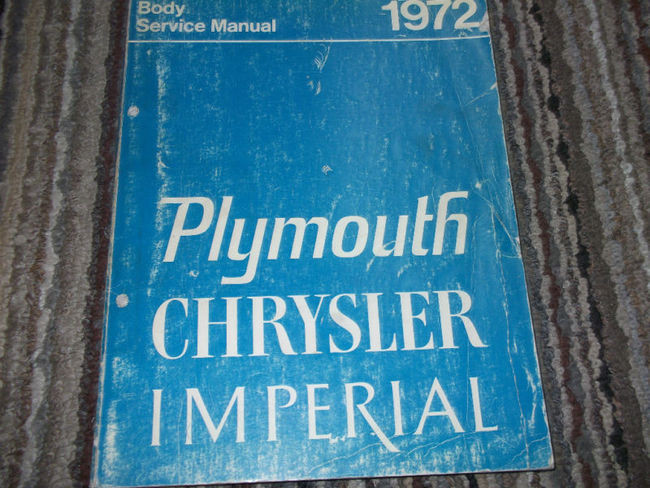 Body
Service Manual
1972
Plymouth
CHRYSLER
IMPERIAL